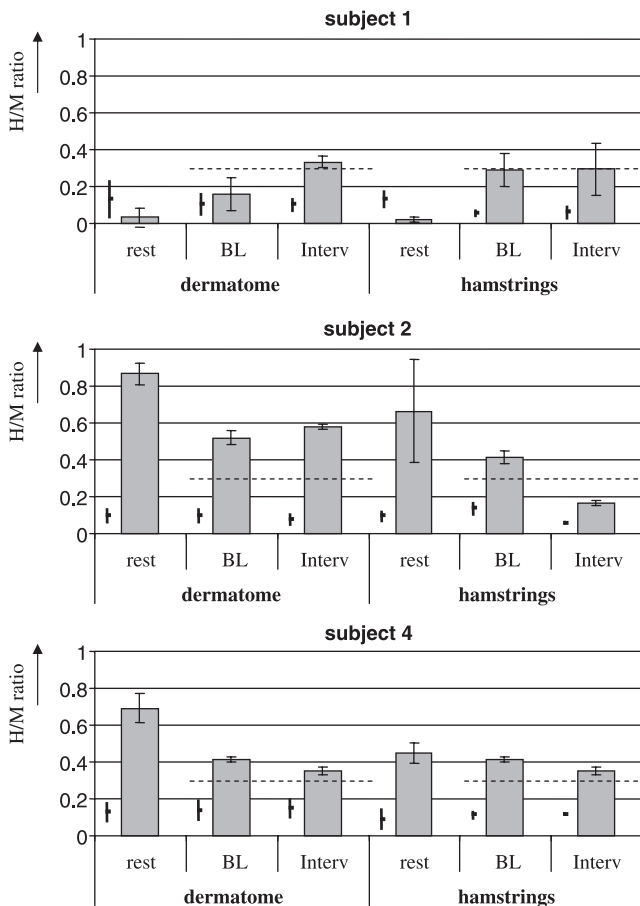 subject 1
H/M ratio
1
0.8
0.6
0.4
0.2
0
rest BL Interv rest BL Interv
dermatome hamstrings
subject 2
H/M ratio
1
0.8
0.6
0.4
0.2
0
rest BL Interv rest BL Interv
dermatome hamstrings
subject 4
H/M ratio
1
0.8
0.6
0.4
0.2
0
rest BL Interv rest BL Interv
dermatome hamstrings